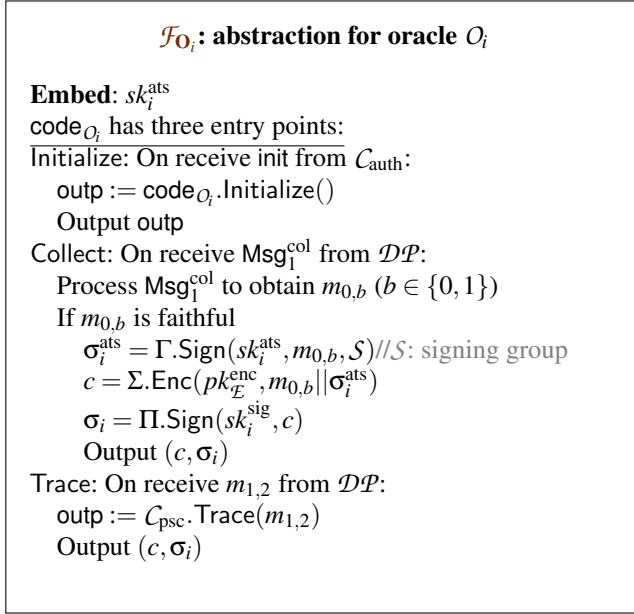 𝓕_{O_i}: abstraction for oracle 𝒪_i
Embed: sk_i^{ats}
code_{𝒪_i} has three entry points:
Initialize: On receive init from 𝒞_{auth}:
outp := code_{𝒪_i}.Initialize()
Output outp
Collect: On receive Msg_1^{col} from 𝒟𝒫:
Process Msg_1^{col} to obtain m_{0,b} (b ∈ {0,1})
If m_{0,b} is faithful
σ_i^{ats} = Γ.Sign(sk_i^{ats}, m_{0,b}, 𝒮)//𝒮: signing group
c = Σ.Enc(pk_ℰ^{enc}, m_{0,b}||σ_i^{ats})
σ_i = Π.Sign(sk_i^{sig}, c)
Output (c, σ_i)
Trace: On receive m_{1,2} from 𝒟𝒫:
outp := 𝒞_{psc}.Trace(m_{1,2})
Output (c, σ_i)